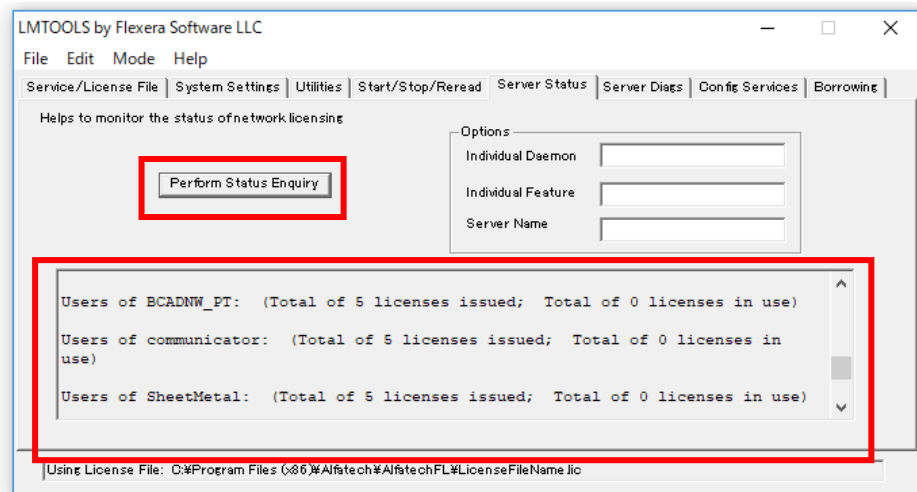 LMTOOLS by Flexera Software LLC
File Edit Mode Help
Service/License File System Settings Utilities Start/Stop/Reread Server Status Server Diags Config Services Borrowing
Helps to monitor the status of network licensing
Options
Individual Daemon
Perform Status Enquiry
Individual Feature
Server Name
Users of BCADNW_PT: (Total of 5 licenses issued; Total of 0 licenses in use)
Users of communicator: (Total of 5 licenses issued; Total of 0 licenses in
use)
Users of SheetMetal: (Total of 5 licenses issued; Total of 0 licenses in use)
Using License File: C:¥Program Files (x86)¥Alfatech¥AlfatechFL¥LicenseFileName.lic